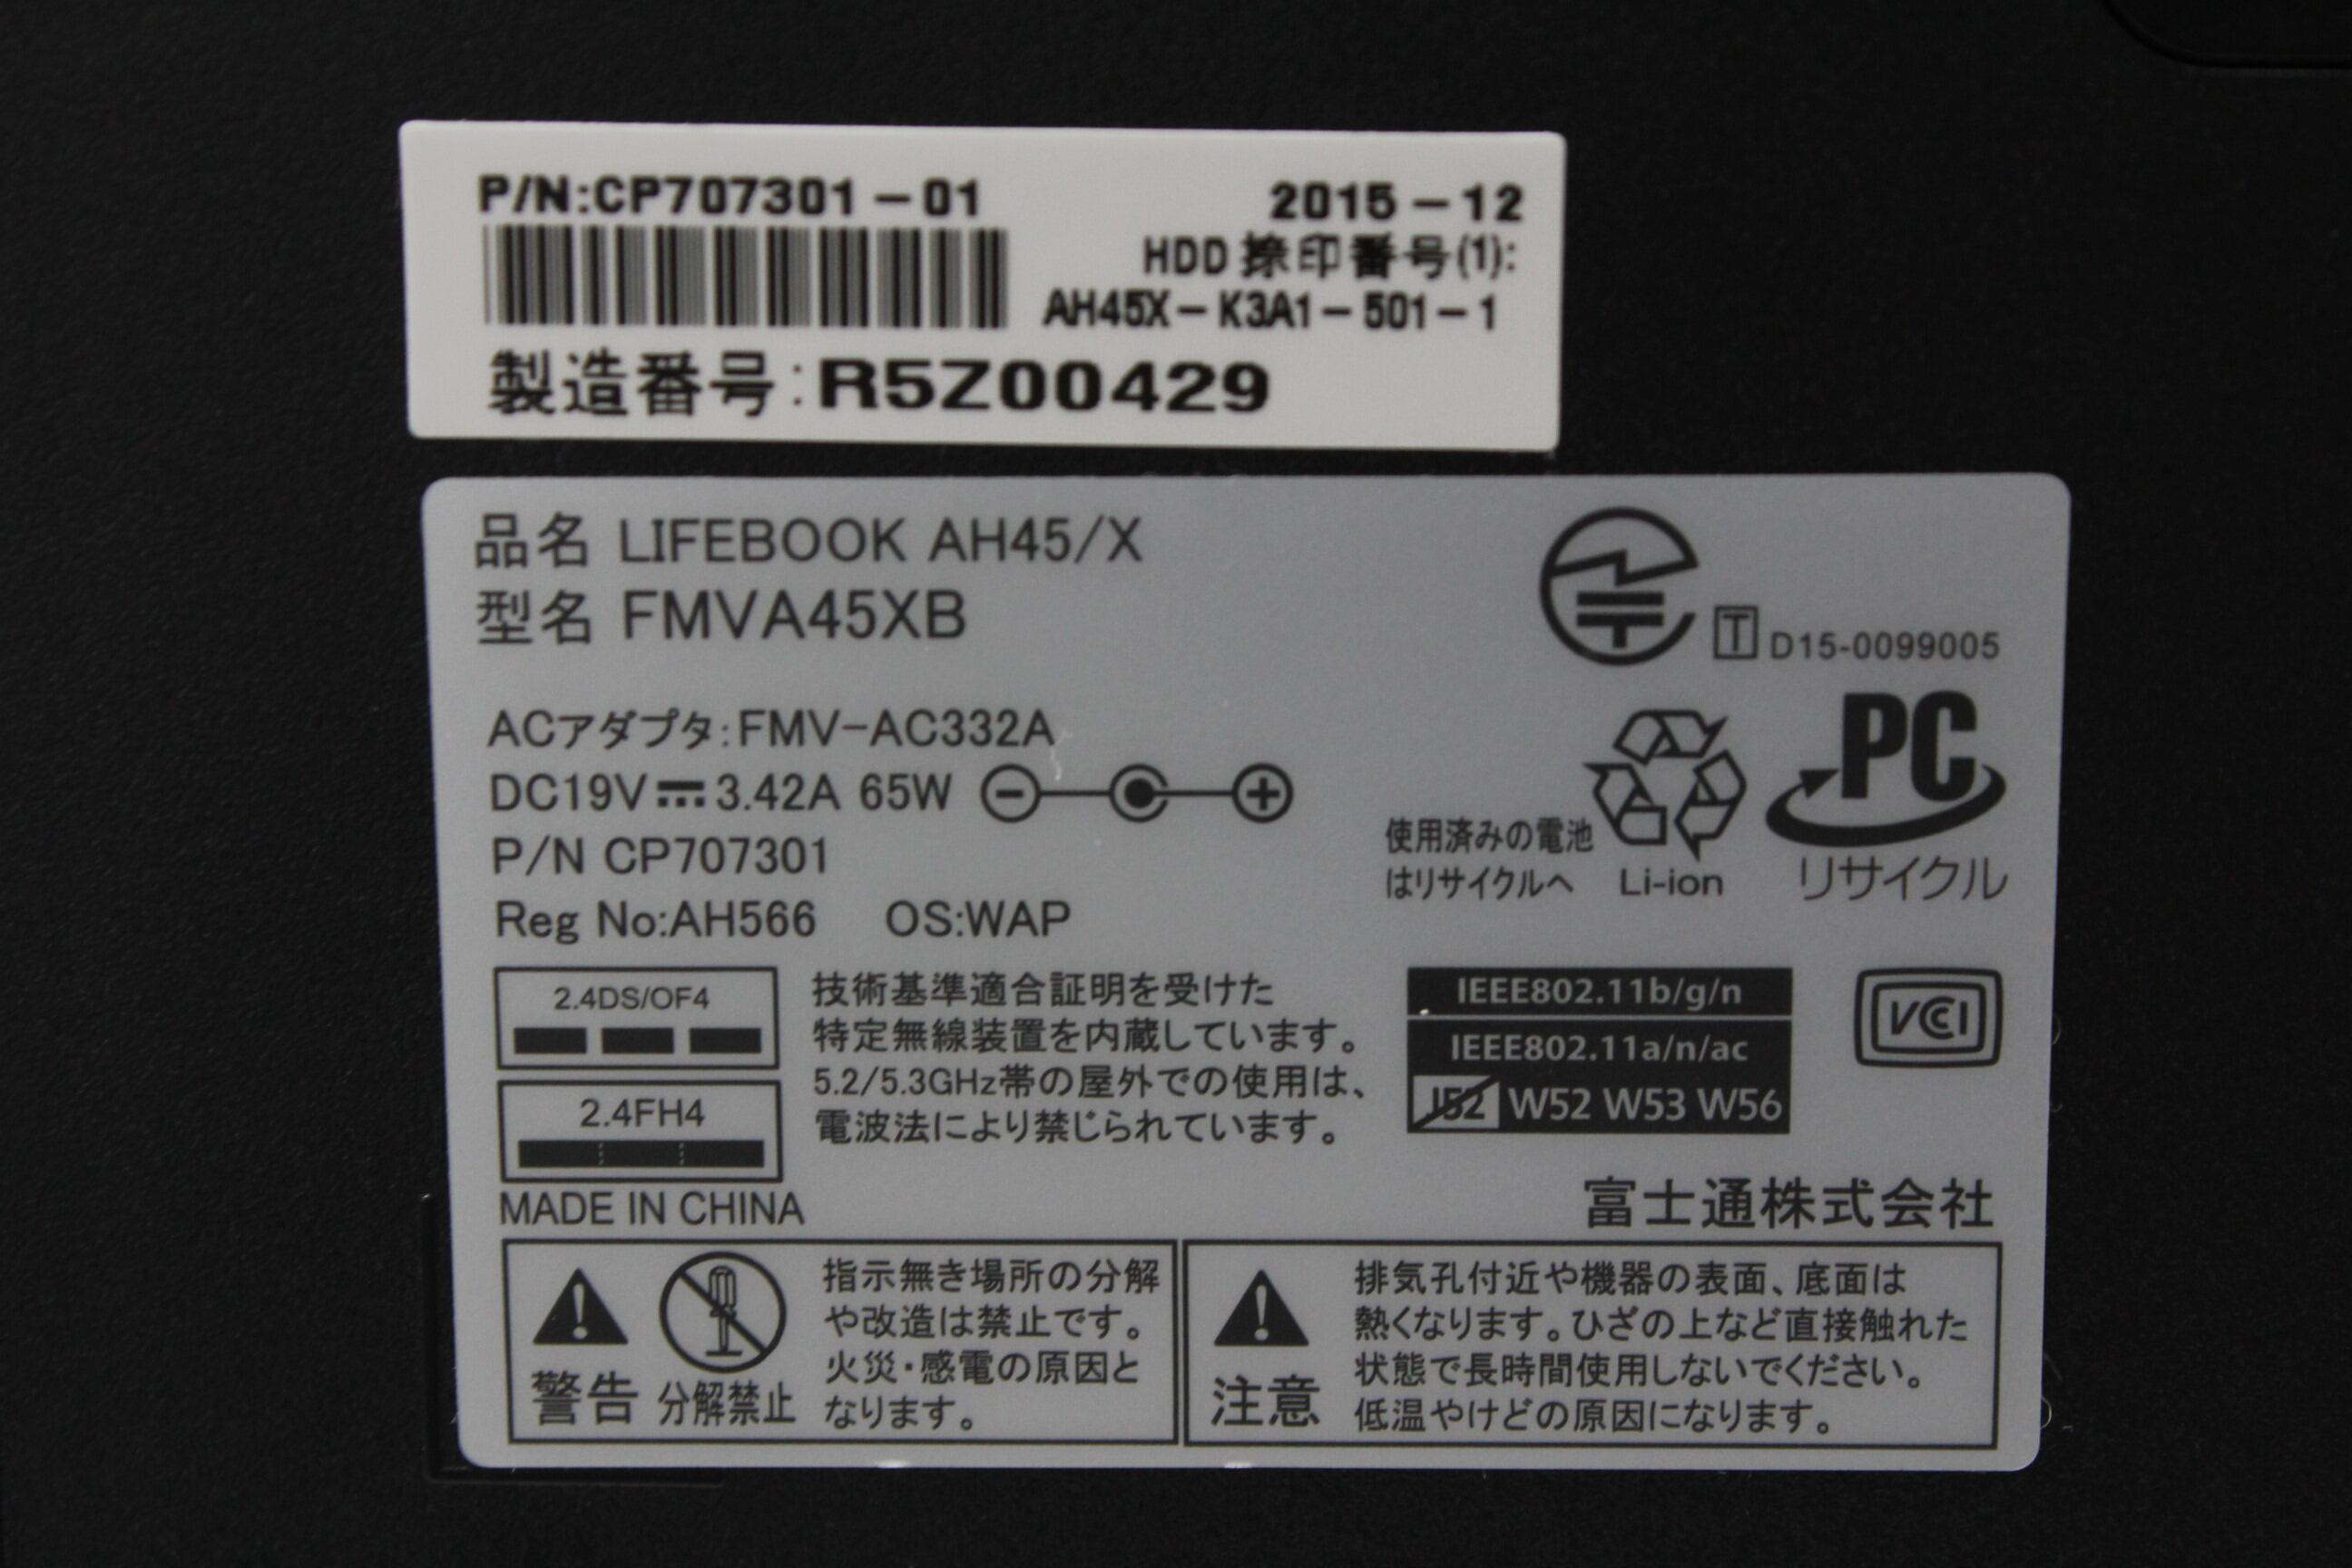 P/N:CP707301-01
2015-12
HDD 捺印番号(1):
AH45X-K3A1-501-1
製造番号:R5Z00429
品名 LIFEBOOK AH45/X
型名 FMVA45XB
T D15-0099005
ACアダプタ:FMV-AC332A
DC19V 3.42A 65W
P/N CP707301
Reg No:AH566 OS:WAP
使用済みの電池
はリサイクルへ
Li-ion
PC
リサイクル
2.4DS/OF4
2.4FH4
技術基準適合証明を受けた
特定無線装置を内蔵しています。
5.2/5.3GHz帯の屋外での使用は、
電波法により禁じられています。
IEEE802.11b/g/n
IEEE802.11a/n/ac
J52 W52 W53 W56
VCCI
MADE IN CHINA
富士通株式会社
警告
分解禁止
指示無き場所の分解
や改造は禁止です。
火災・感電の原因と
なります。
注意
排気孔付近や機器の表面、底面は
熱くなります。ひざの上など直接触れた
状態で長時間使用しないでください。
低温やけどの原因になります。